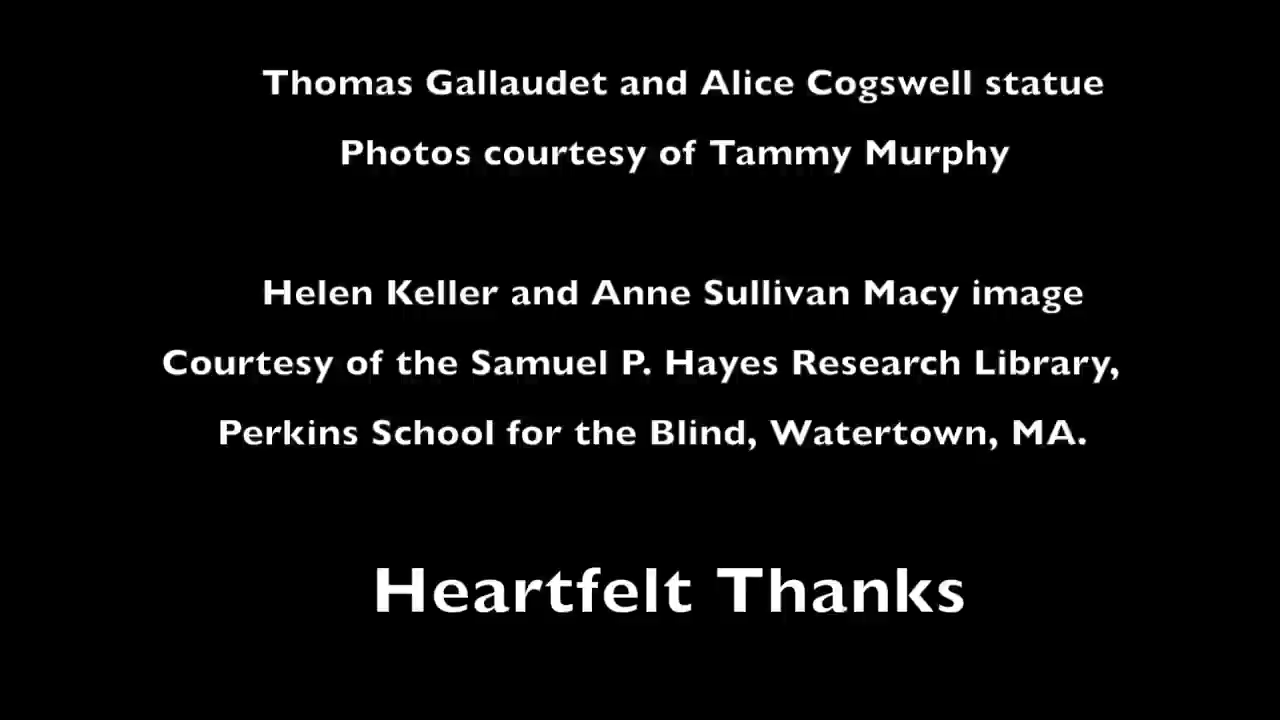 Thomas Gallaudet and Alice Cogswell statue
Photos courtesy of Tammy Murphy
Helen Keller and Anne Sullivan Macy image
Courtesy of the Samuel P. Hayes Research Library,
Perkins School for the Blind, Watertown, MA.
Heartfelt Thanks